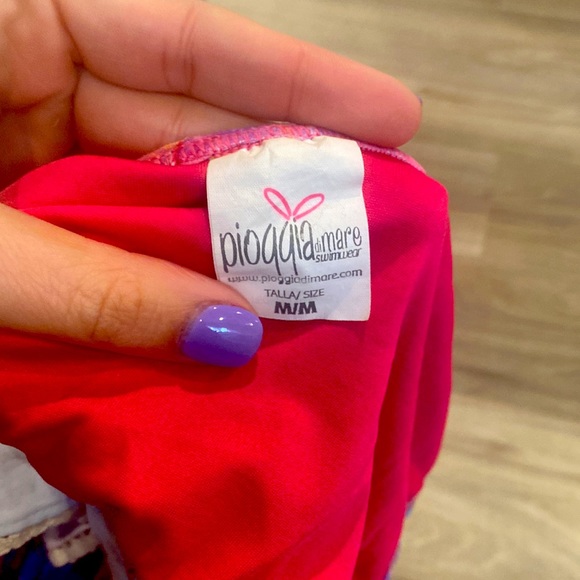 pioggia di mare
swimwear
www.pioggiadimare.com
TALLA/ SIZE
M/M